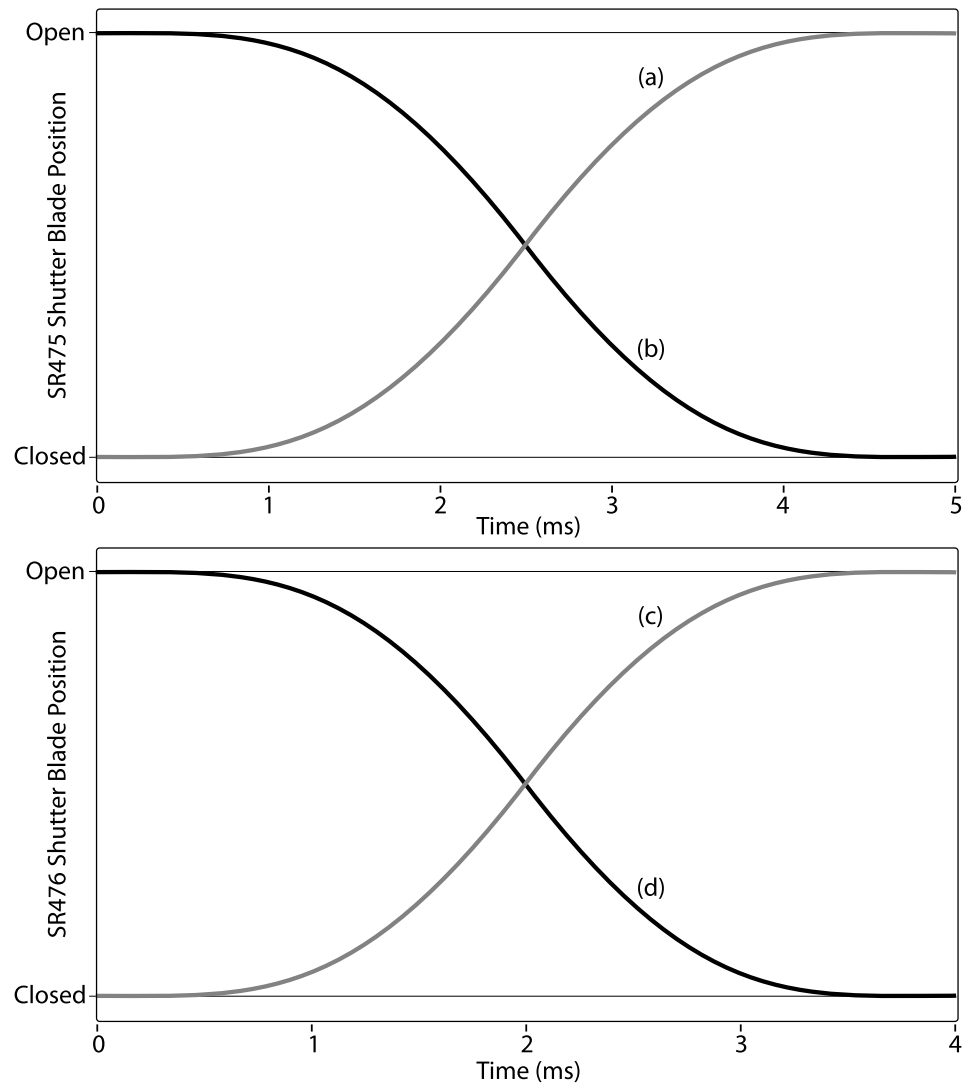 Open
(a)
SR475 Shutter Blade Position
(b)
Closed
0 1 2 3 4 5
Time (ms)
Open
(c)
SR476 Shutter Blade Position
(d)
Closed
0 1 2 3 4
Time (ms)